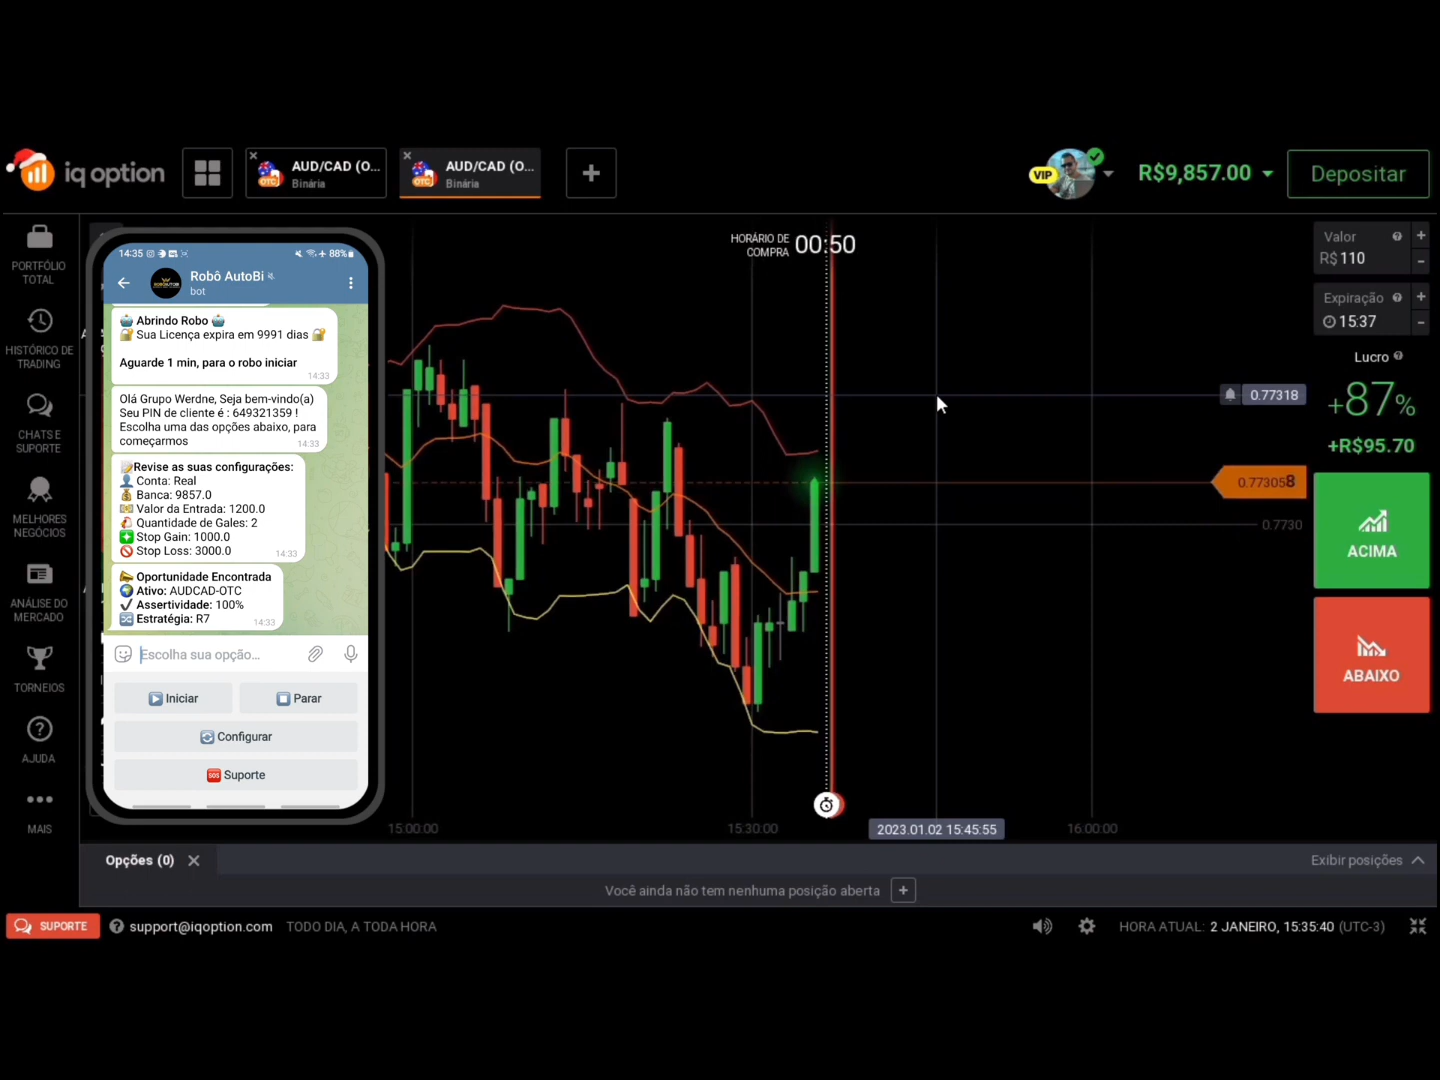 iq option
AUD/CAD (O...
Binária
AUD/CAD (O...
Binária
VIP
R$9,857.00
Depositar
PORTFÓLIO
TOTAL
HISTÓRICO DE
TRADING
CHATS E
SUPORTE
MELHORES
NEGÓCIOS
ANÁLISE DO
MERCADO
TORNEIOS
AJUDA
MAIS
14:35
88%
Robô AutoBi
bot
Abrindo Robo
Sua Licença expira em 9991 dias
Aguarde 1 min, para o robo iniciar
14:33
Olá Grupo Werdne, Seja bem-vindo(a)
Seu PIN de cliente é : 649321359 !
Escolha uma das opções abaixo, para
começarmos
14:33
Revise as suas configurações:
Conta: Real
Banca: 9857.0
Valor da Entrada: 1200.0
Quantidade de Gales: 2
Stop Gain: 1000.0
Stop Loss: 3000.0
14:33
Oportunidade Encontrada
Ativo: AUDCAD-OTC
Assertividade: 100%
Estratégia: R7
14:33
Escolha sua opção...
Iniciar
Parar
Configurar
SOS Suporte
HORÁRIO DE
COMPRA 00:50
0.77318
0.773058
0.7730
15:00:00
15:30:00
2023.01.02 15:45:55
16:00:00
Valor
R$ 110
+
-
Expiração
15:37
+
-
Lucro
+87%
+R$95.70
ACIMA
ABAIXO
Opções (0)
Exibir posições
Você ainda não tem nenhuma posição aberta +
SUPORTE
support@iqoption.com
TODO DIA, A TODA HORA
HORA ATUAL: 2 JANEIRO, 15:35:40 (UTC-3)